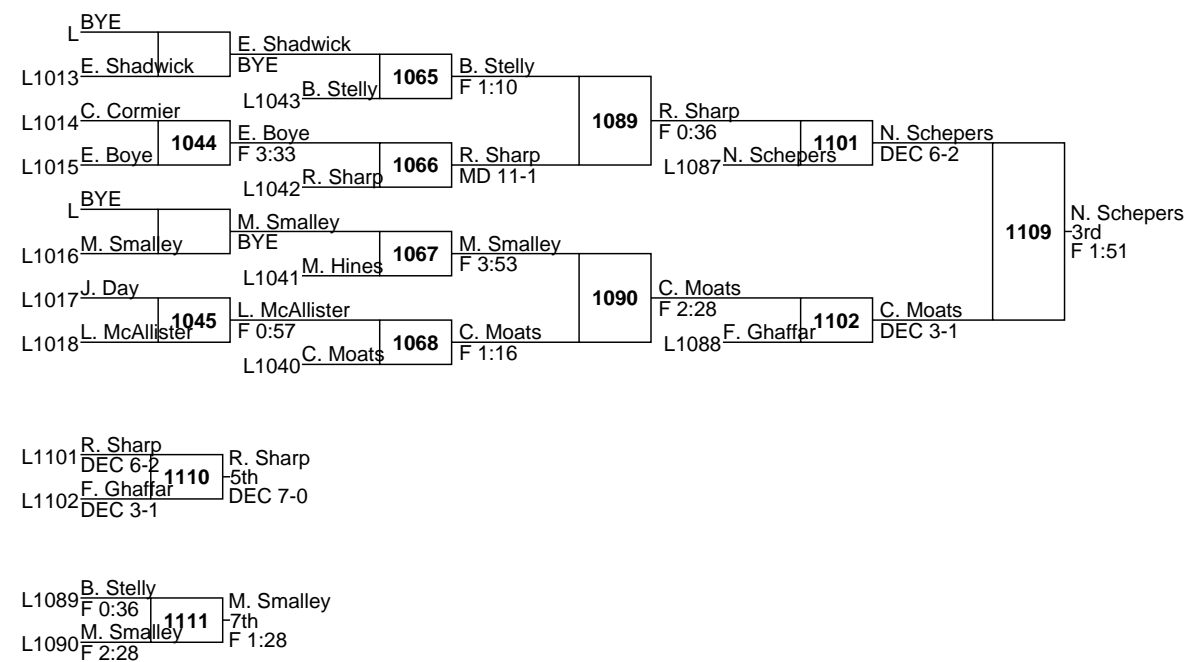 BYE
L
E. Shadwick
BYE
L1013 E. Shadwick
1065
B. Stelly
F 1:10
L1043 B. Stelly
1089
R. Sharp
F 0:36
L1014 C. Cormier
1044
E. Boye
F 3:33
L1015 E. Boye
1066
R. Sharp
MD 11-1
L1042 R. Sharp
L1087 N. Schepers
1101
N. Schepers
DEC 6-2
L BYE
M. Smalley
BYE
L1016 M. Smalley
1067
M. Smalley
F 3:53
L1041 M. Hines
1109
N. Schepers
3rd
F 1:51
L1017 J. Day
1045
L. McAllister
F 0:57
L1018 L. McAllister
1068
C. Moats
F 1:16
L1040 C. Moats
1090
C. Moats
F 2:28
L1088 F. Ghaffar
1102
C. Moats
DEC 3-1
L1101 R. Sharp
DEC 6-2
1110
R. Sharp
5th
DEC 7-0
L1102 F. Ghaffar
DEC 3-1
L1089 B. Stelly
F 0:36
1111
M. Smalley
7th
F 1:28
L1090 M. Smalley
F 2:28